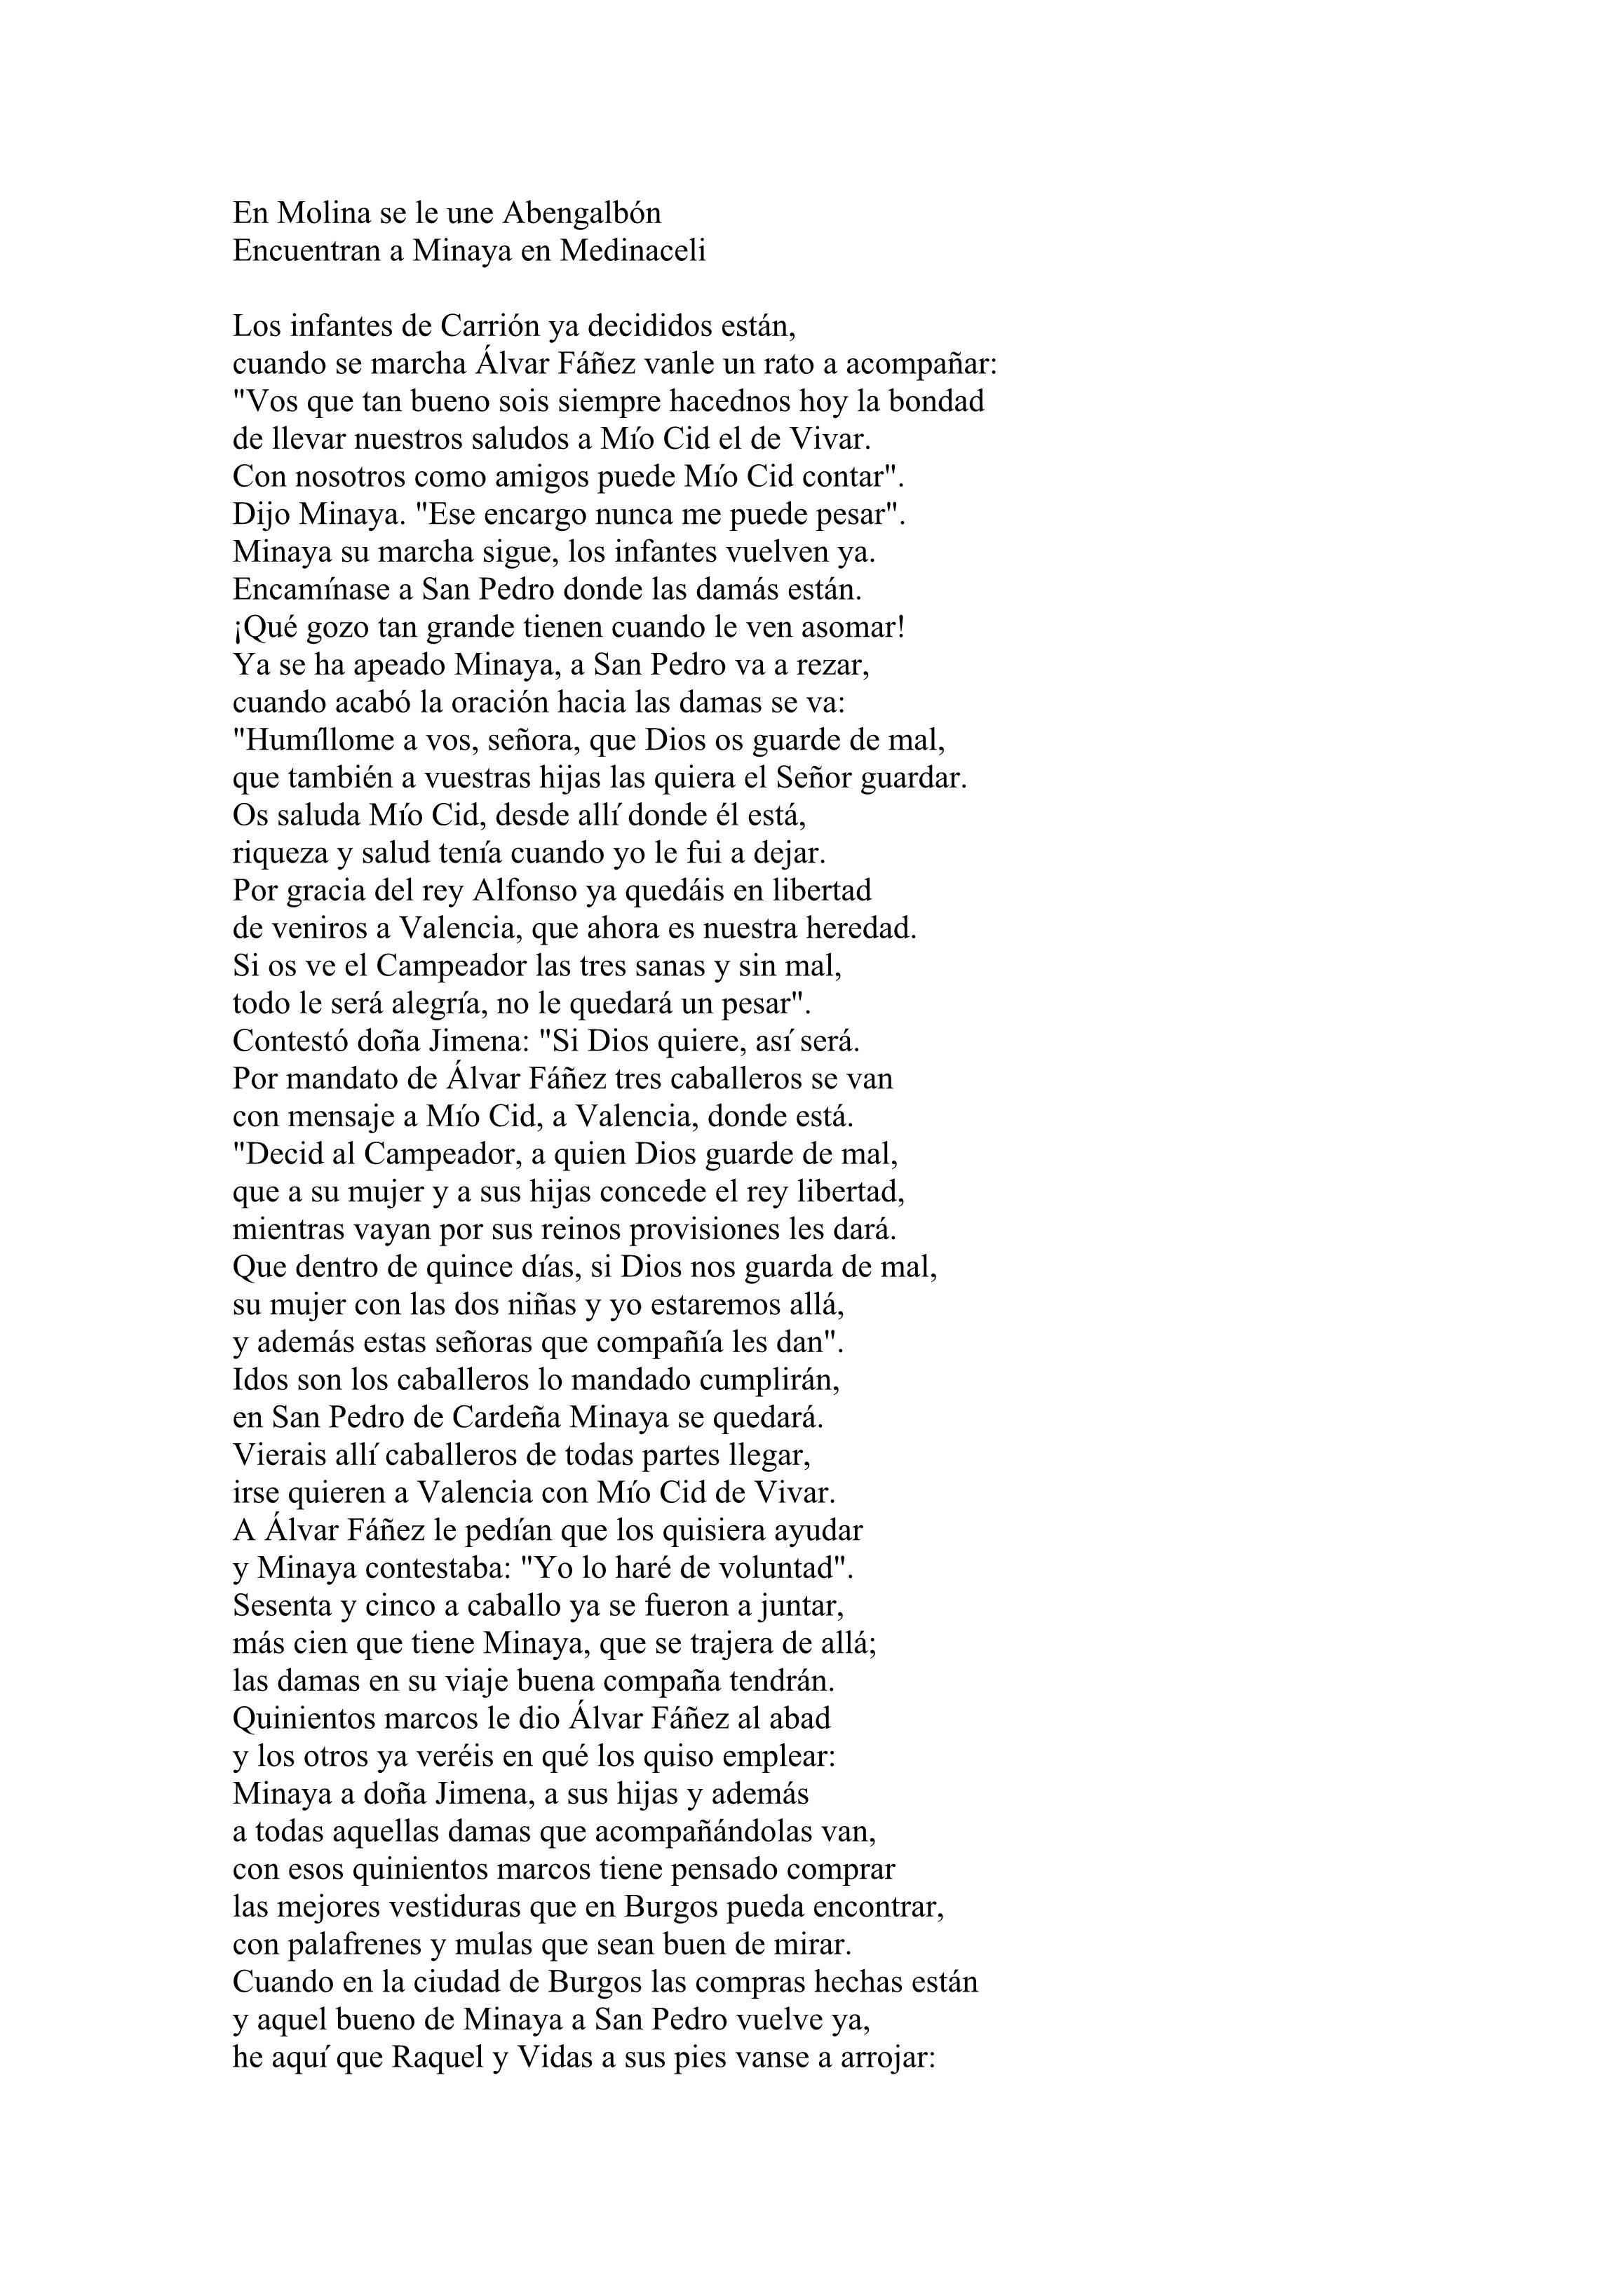 En Molina se le une Abengalbón
Encuentran a Minaya en Medinaceli

Los infantes de Carrión ya decididos están,
cuando se marcha Álvar Fáñez vanle un rato a acompañar:
"Vos que tan bueno sois siempre hacednos hoy la bondad
de llevar nuestros saludos a Mío Cid el de Vivar.
Con nosotros como amigos puede Mío Cid contar".
Dijo Minaya. "Ese encargo nunca me puede pesar".
Minaya su marcha sigue, los infantes vuelven ya.
Encamínase a San Pedro donde las damás están.
¡Qué gozo tan grande tienen cuando le ven asomar!
Ya se ha apeado Minaya, a San Pedro va a rezar,
cuando acabó la oración hacia las damas se va:
"Humíllome a vos, señora, que Dios os guarde de mal,
que también a vuestras hijas las quiera el Señor guardar.
Os saluda Mío Cid, desde allí donde él está,
riqueza y salud tenía cuando yo le fui a dejar.
Por gracia del rey Alfonso ya quedáis en libertad
de veniros a Valencia, que ahora es nuestra heredad.
Si os ve el Campeador las tres sanas y sin mal,
todo le será alegría, no le quedará un pesar".
Contestó doña Jimena: "Si Dios quiere, así será.
Por mandato de Álvar Fáñez tres caballeros se van
con mensaje a Mío Cid, a Valencia, donde está.
"Decid al Campeador, a quien Dios guarde de mal,
que a su mujer y a sus hijas concede el rey libertad,
mientras vayan por sus reinos provisiones les dará.
Que dentro de quince días, si Dios nos guarda de mal,
su mujer con las dos niñas y yo estaremos allá,
y además estas señoras que compañía les dan".
Idos son los caballeros lo mandado cumplirán,
en San Pedro de Cardeña Minaya se quedará.
Vierais allí caballeros de todas partes llegar,
irse quieren a Valencia con Mío Cid de Vivar.
A Álvar Fáñez le pedían que los quisiera ayudar
y Minaya contestaba: "Yo lo haré de voluntad".
Sesenta y cinco a caballo ya se fueron a juntar,
más cien que tiene Minaya, que se trajera de allá;
las damas en su viaje buena compaña tendrán.
Quinientos marcos le dio Álvar Fáñez al abad
y los otros ya veréis en qué los quiso emplear:
Minaya a doña Jimena, a sus hijas y además
a todas aquellas damas que acompañándolas van,
con esos quinientos marcos tiene pensado comprar
las mejores vestiduras que en Burgos pueda encontrar,
con palafrenes y mulas que sean buen de mirar.
Cuando en la ciudad de Burgos las compras hechas están
y aquel bueno de Minaya a San Pedro vuelve ya,
he aquí que Raquel y Vidas a sus pies vanse a arrojar: